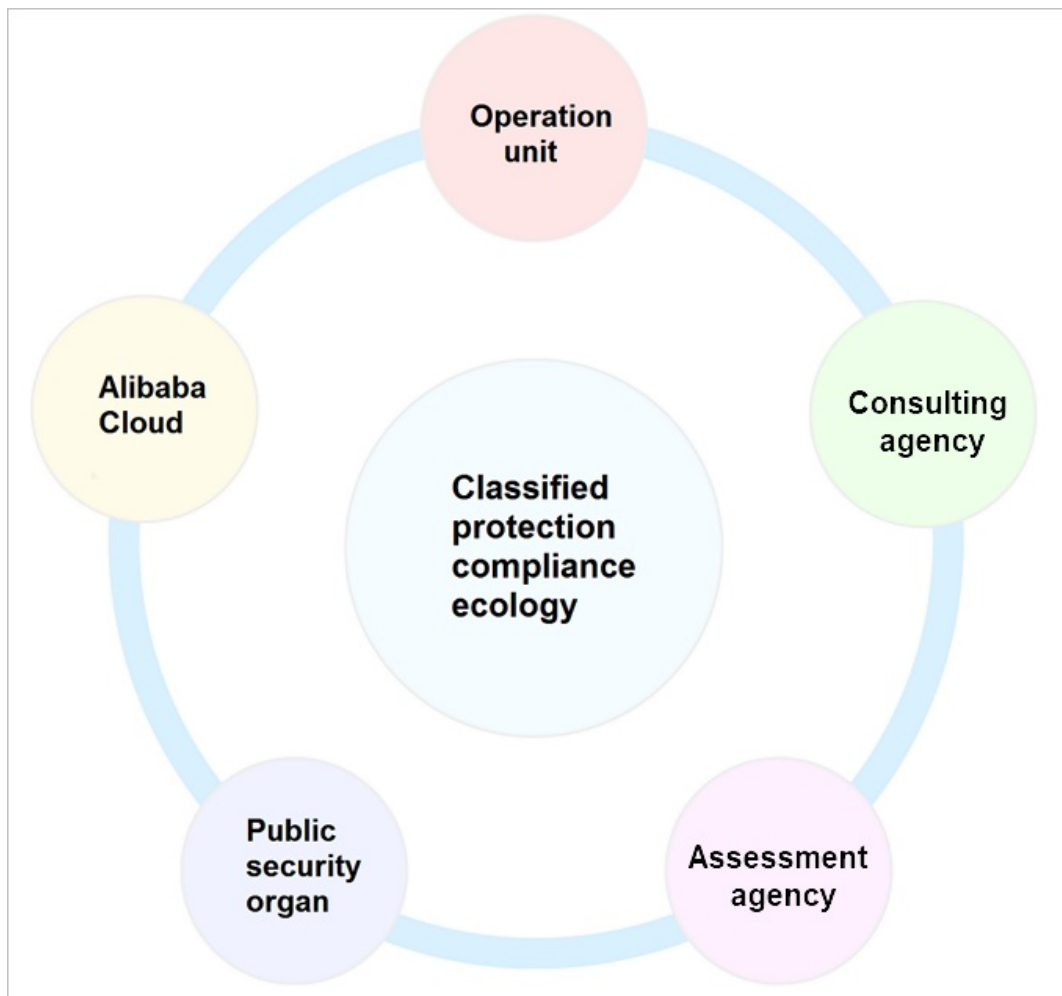 Operation
unit
Alibaba
Cloud
Consulting
agency
Classified
protection
compliance
ecology
Public
security
organ
Assessment
agency